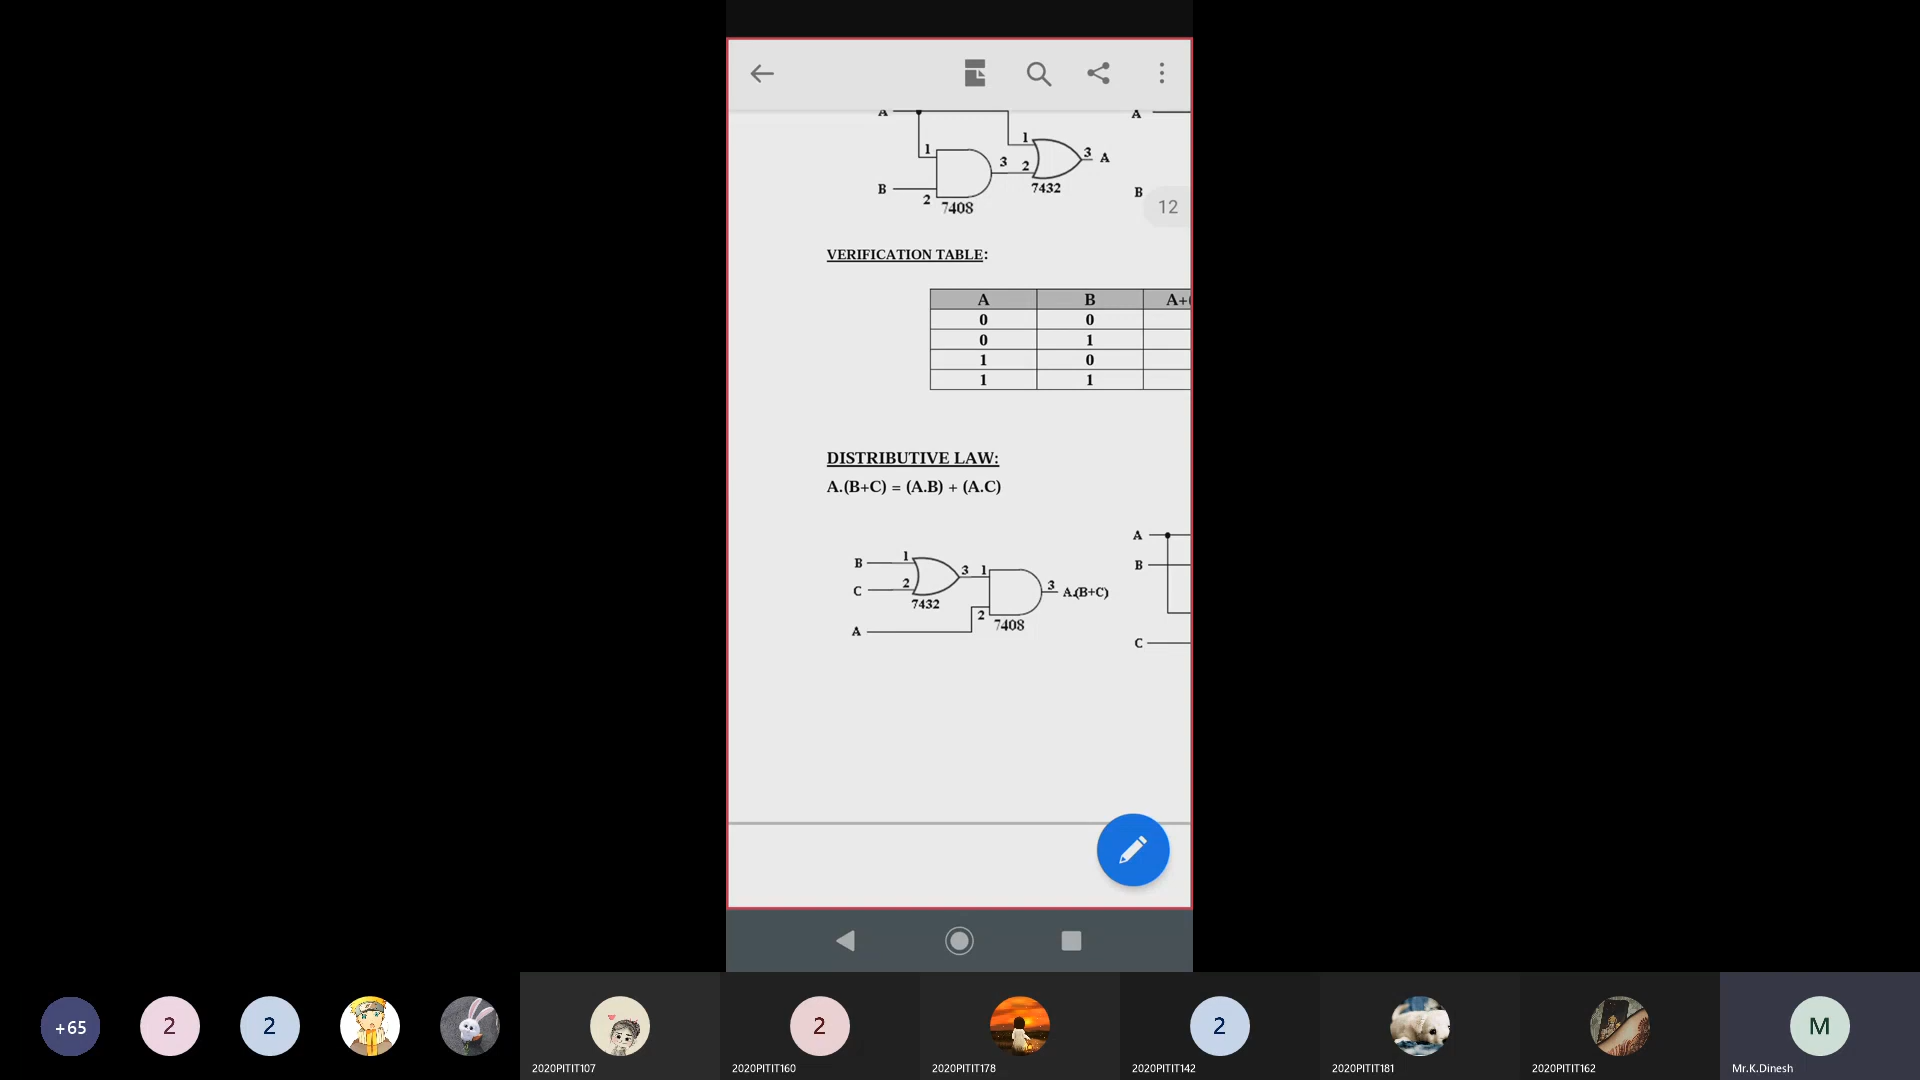 A
A
1
1
3
2
3
A
B
2
7408
7432
B
12
VERIFICATION TABLE:
A B A+(
0 0
0 1
1 0
1 1
DISTRIBUTIVE LAW:
A.(B+C) = (A.B) + (A.C)
A
B
C
B
1
C
2
7432
3
1
3
A.(B+C)
A
2
7408
+65
2
2
2
2
M
2020PITIT107
2020PITIT160
2020PITIT178
2020PITIT142
2020PITIT181
2020PITIT162
Mr.K.Dinesh